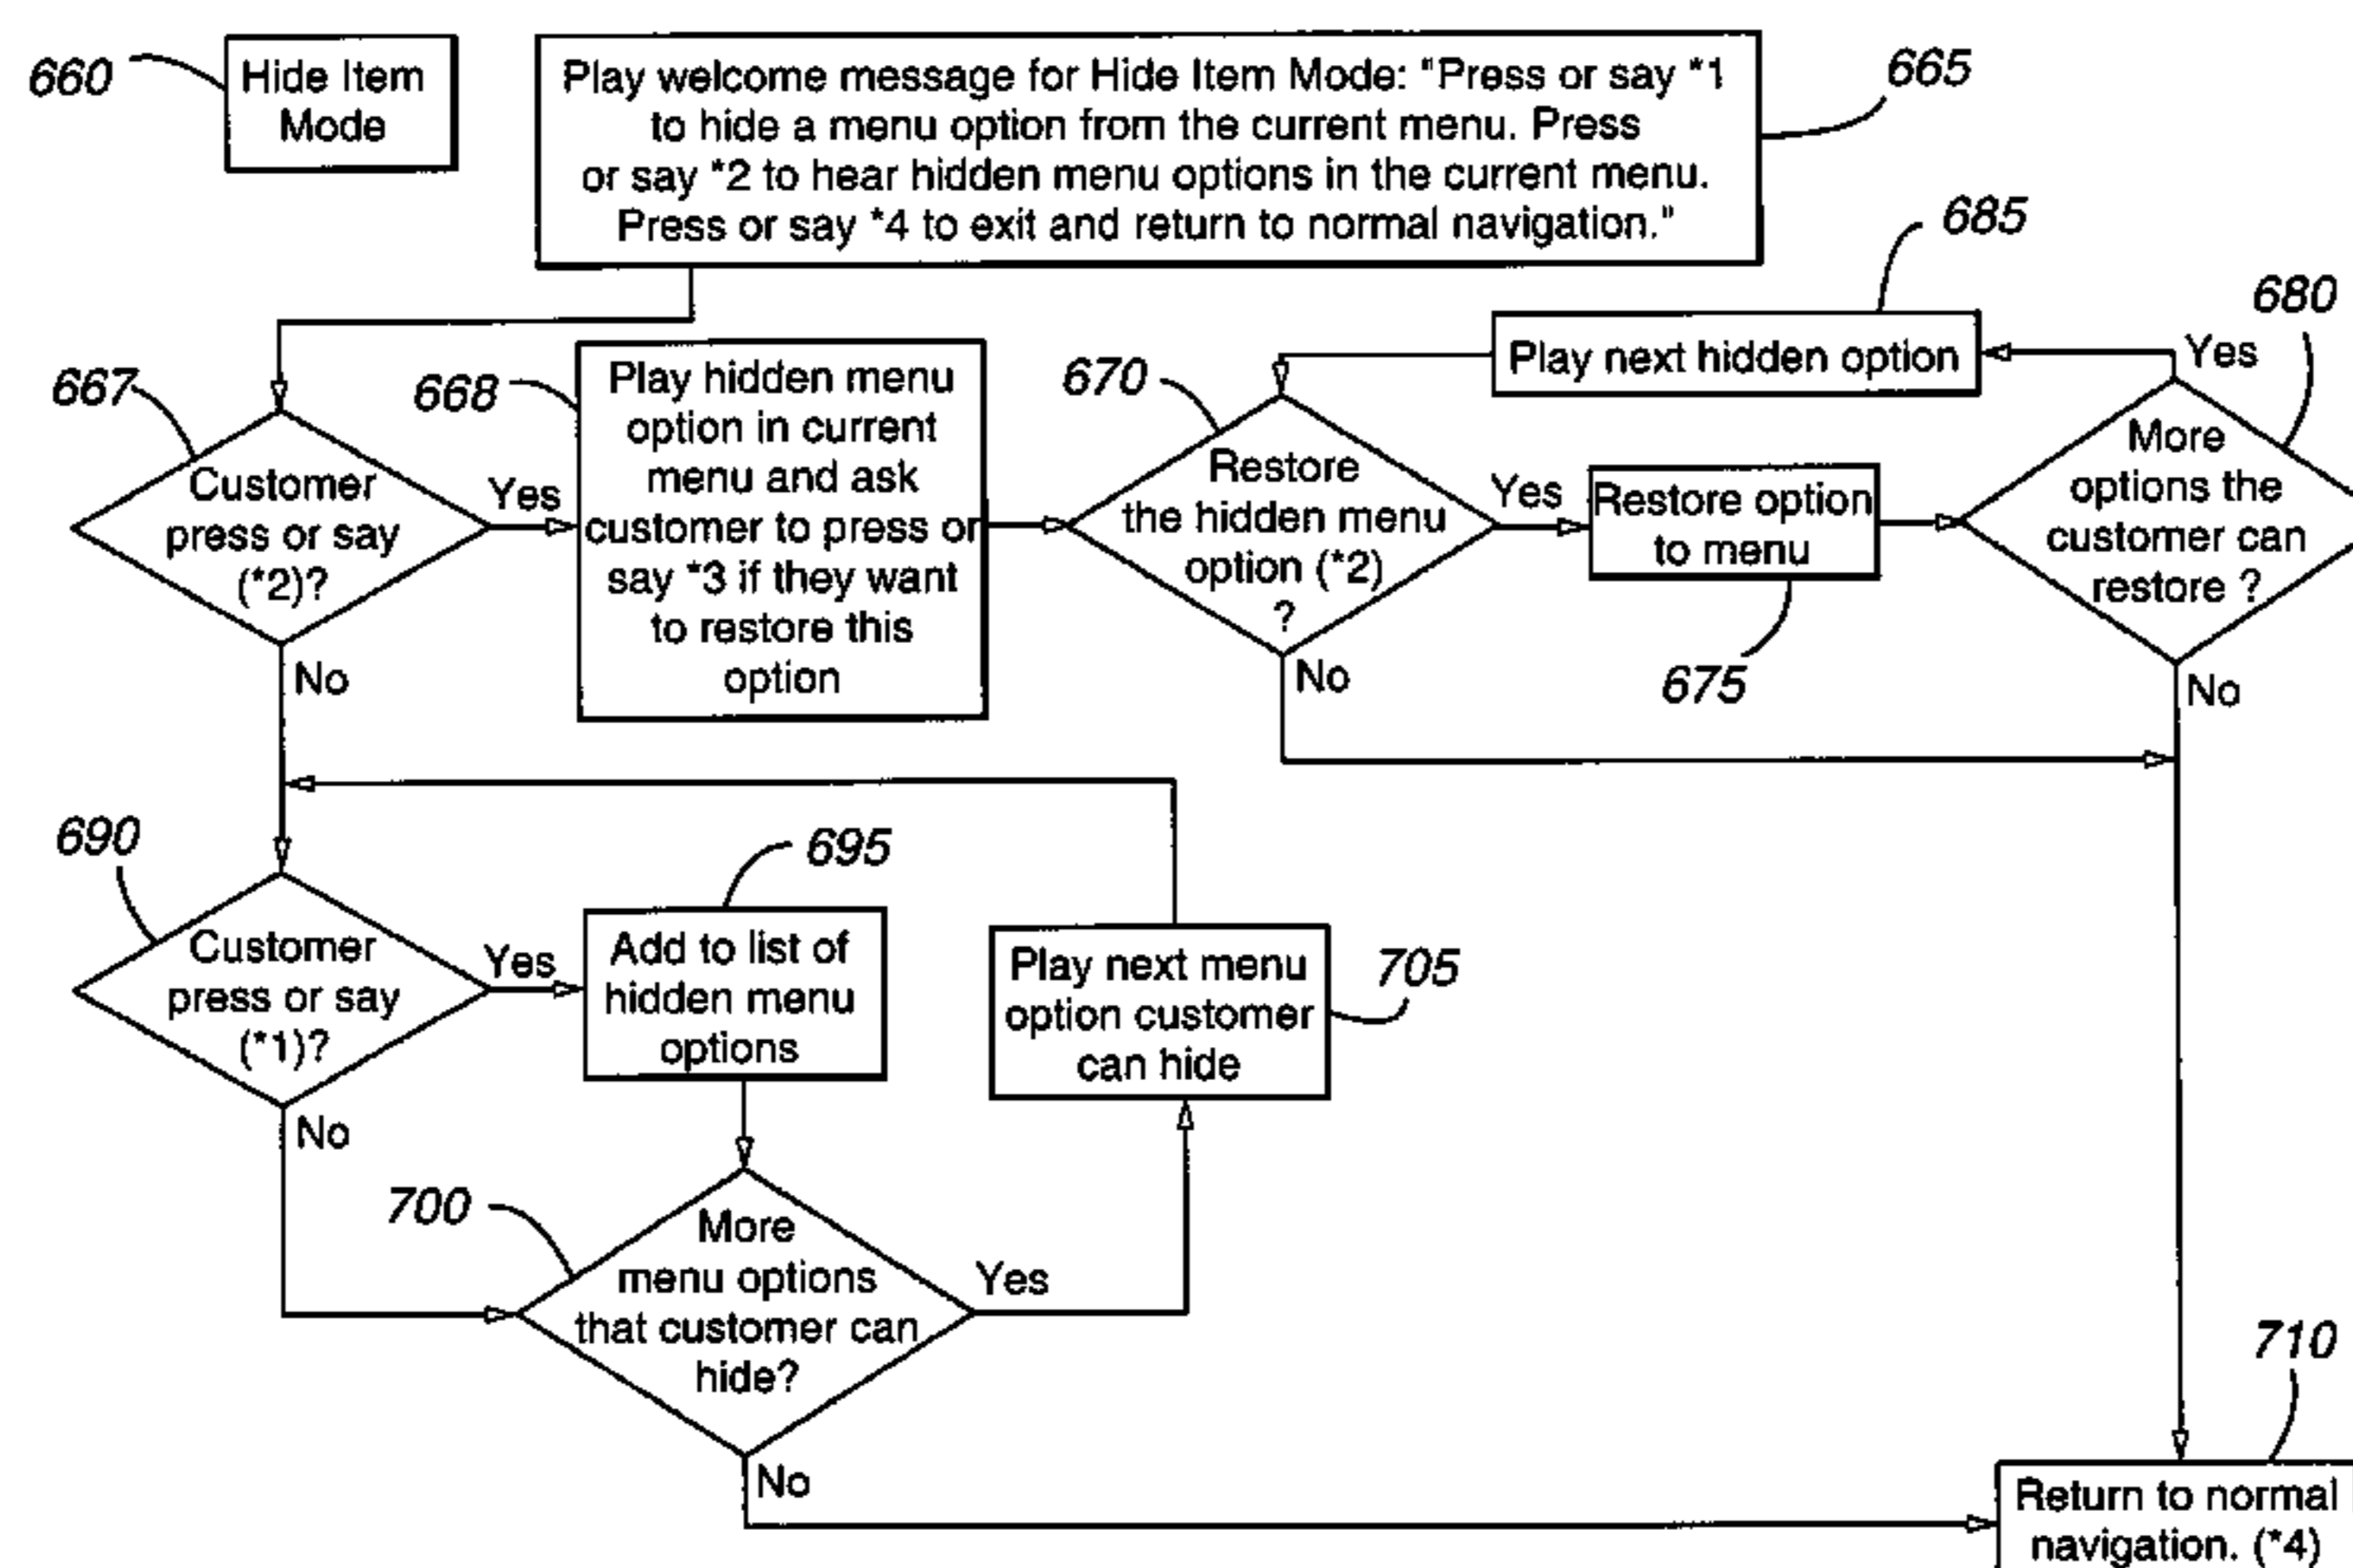 660
Hide Item
Mode
Play welcome message for Hide Item Mode: "Press or say *1
to hide a menu option from the current menu. Press
or say *2 to hear hidden menu options in the current menu.
Press or say *4 to exit and return to normal navigation."
665
685
Play next hidden option
680
Yes
667
Customer
press or say
(*2)?
Yes
No
668
Play hidden menu
option in current
menu and ask
customer to press or
say *3 if they want
to restore this
option
670
Restore
the hidden menu
option (*2)
?
Yes
No
Restore option
to menu
675
More
options the
customer can
restore ?
No
690
Customer
press or say
(*1)?
Yes
No
695
Add to list of
hidden menu
options
Play next menu
option customer
can hide
705
700
More
menu options
that customer can
hide?
Yes
No
710
Return to normal
navigation. (*4)